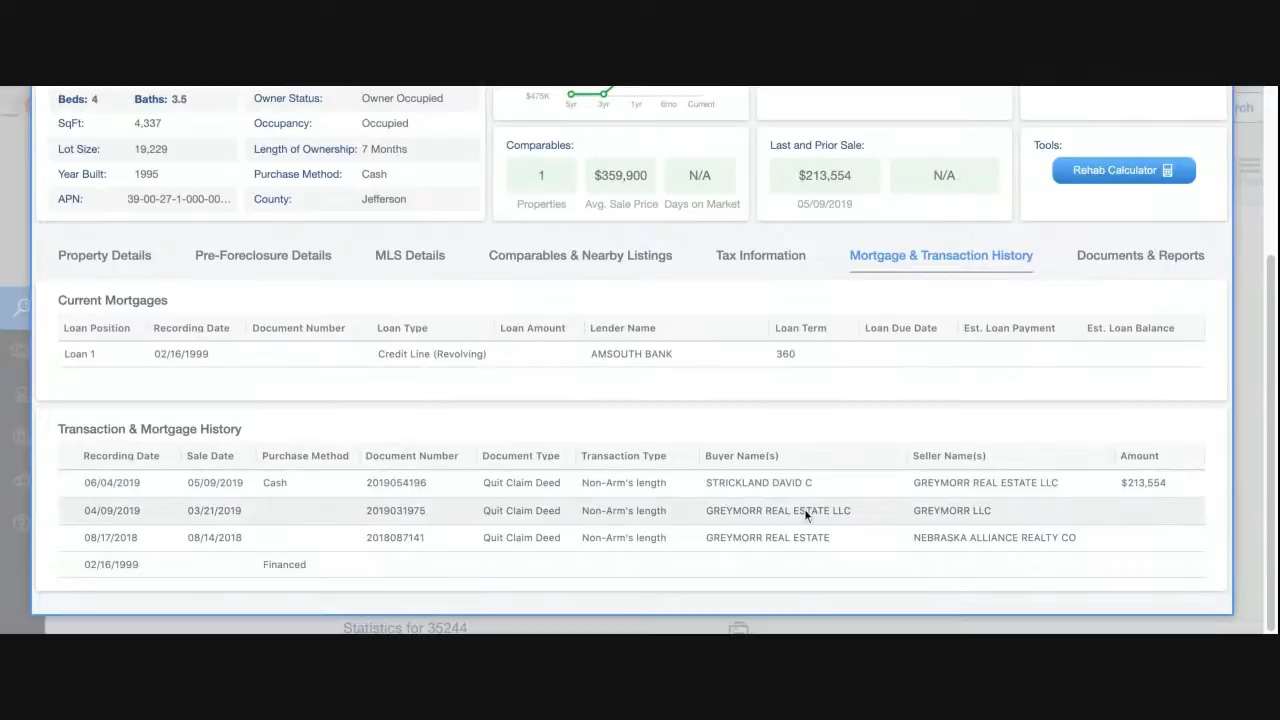 Beds: 4 Baths: 3.5 Owner Status: Owner Occupied $475K
5yr 3yr 1yr 6mo Current
SqFt: 4,337 Occupancy: Occupied
Lot Size: 19,229 Length of Ownership: 7 Months Comparables: Last and Prior Sale: Tools:
Year Built: 1995 Purchase Method: Cash 1 $359,900 N/A $213,554 N/A Rehab Calculator
APN: 39-00-27-1-000-00... County: Jefferson Properties Avg. Sale Price Days on Market 05/09/2019
Property Details Pre-Foreclosure Details MLS Details Comparables & Nearby Listings Tax Information Mortgage & Transaction History Documents & Reports
Current Mortgages
Loan Position Recording Date Document Number Loan Type Loan Amount Lender Name Loan Term Loan Due Date Est. Loan Payment Est. Loan Balance
Loan 1 02/16/1999 Credit Line (Revolving) AMSOUTH BANK 360
Transaction & Mortgage History
Recording Date Sale Date Purchase Method Document Number Document Type Transaction Type Buyer Name(s) Seller Name(s) Amount
06/04/2019 05/09/2019 Cash 2019054196 Quit Claim Deed Non-Arm's length STRICKLAND DAVID C GREYMORR REAL ESTATE LLC $213,554
04/09/2019 03/21/2019 2019031975 Quit Claim Deed Non-Arm's length GREYMORR REAL ESTATE LLC GREYMORR LLC
08/17/2018 08/14/2018 2018087141 Quit Claim Deed Non-Arm's length GREYMORR REAL ESTATE NEBRASKA ALLIANCE REALTY CO
02/16/1999 Financed
Statistics for 35244